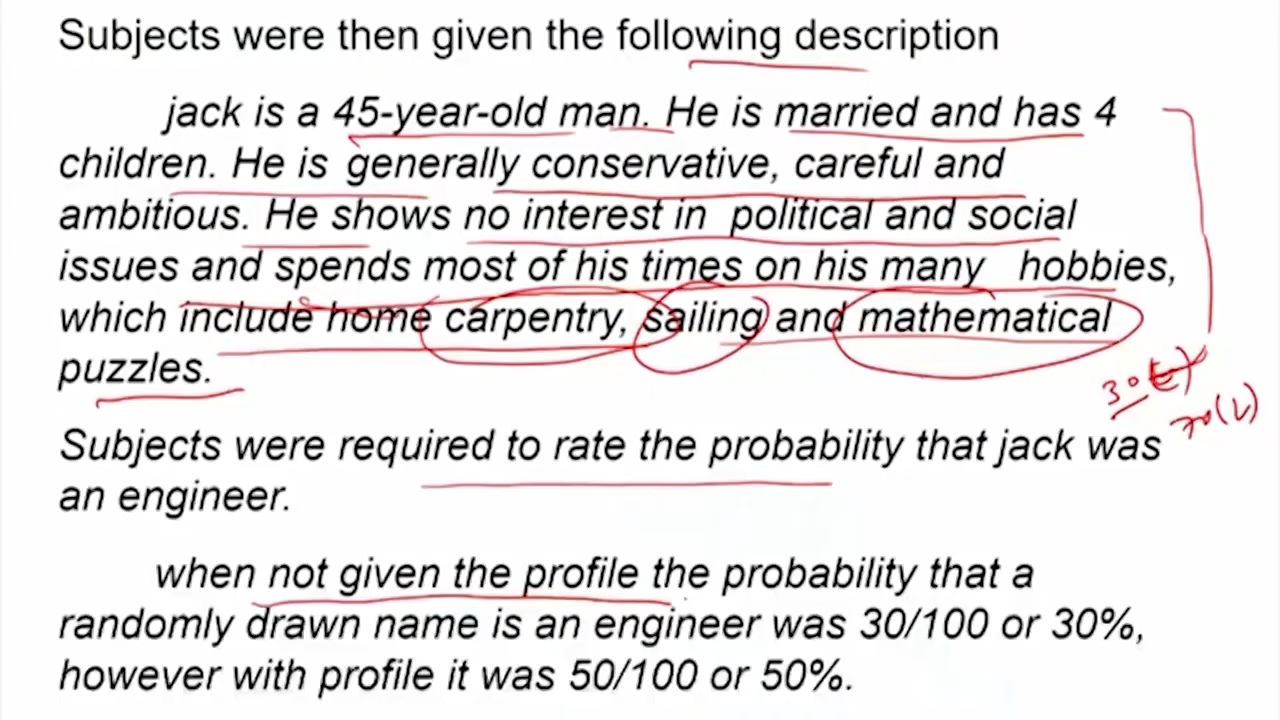 Subjects were then given the following description
jack is a 45-year-old man. He is married and has 4
children. He is generally conservative, careful and
ambitious. He shows no interest in political and social
issues and spends most of his times on his many hobbies,
which include home carpentry, sailing and mathematical
puzzles.
30(E)
70(L)
Subjects were required to rate the probability that jack was
an engineer.
when not given the profile the probability that a
randomly drawn name is an engineer was 30/100 or 30%,
however with profile it was 50/100 or 50%.